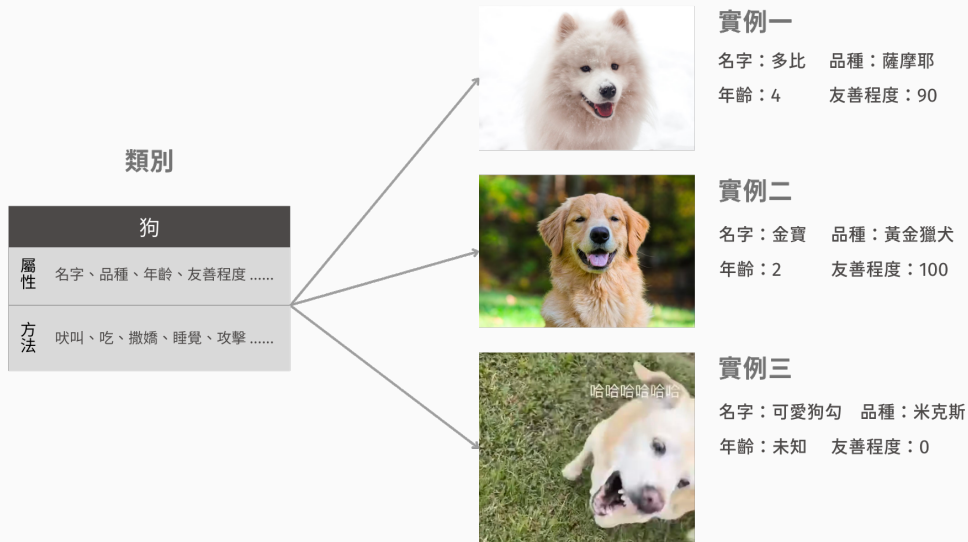 類別
狗
屬性
名字、品種、年齡、友善程度 ......
方法
吠叫、吃、撒嬌、睡覺、攻擊 ......
實例一
名字：多比 品種：薩摩耶
年齡：4 友善程度：90
實例二
名字：金寶 品種：黃金獵犬
年齡：2 友善程度：100
哈哈哈哈哈哈
實例三
名字：可愛狗勾 品種：米克斯
年齡：未知 友善程度：0